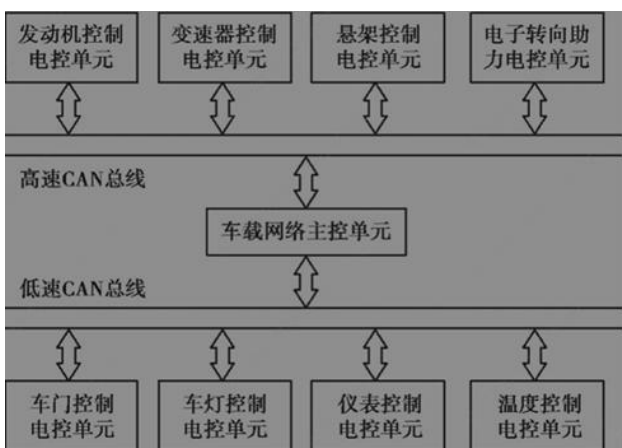 发动机控制
电控单元
变速器控制
电控单元
悬架控制
电控单元
电子转向助
力电控单元
高速CAN总线
车载网络主控单元
低速CAN总线
车门控制
电控单元
车灯控制
电控单元
仪表控制
电控单元
温度控制
电控单元